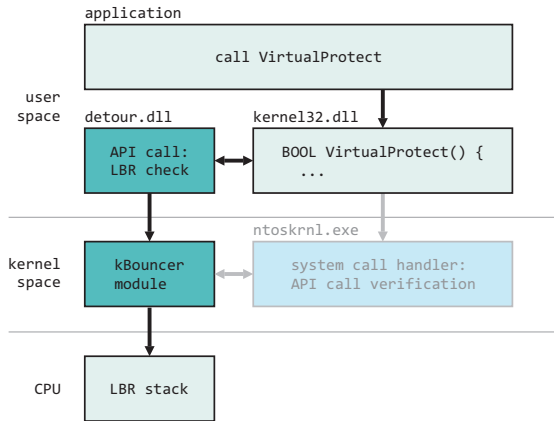 application
call VirtualProtect
user
space
detour.dll
kernel32.dll
API call:
LBR check
BOOL VirtualProtect() {
...
ntoskrnl.exe
kernel
space
kBouncer
module
system call handler:
API call verification
CPU
LBR stack